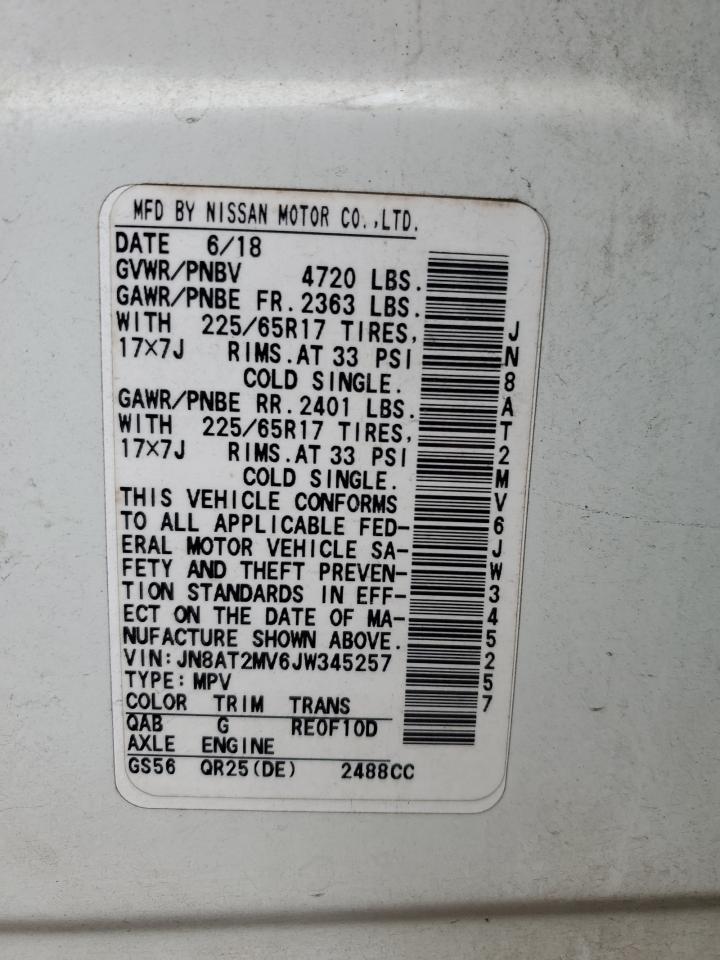 MFD BY NISSAN MOTOR CO.,LTD.
DATE 6/18
GVWR/PNBV 4720 LBS.
GAWR/PNBE FR. 2363 LBS.
WITH 225/65R17 TIRES,
17×7J RIMS. AT 33 PSI
COLD SINGLE.
GAWR/PNBE RR. 2401 LBS.
WITH 225/65R17 TIRES,
17×7J RIMS. AT 33 PSI
COLD SINGLE.
THIS VEHICLE CONFORMS
TO ALL APPLICABLE FED-
ERAL MOTOR VEHICLE SA-
FETY AND THEFT PREVEN-
TION STANDARDS IN EFF-
ECT ON THE DATE OF MA-
NUFACTURE SHOWN ABOVE.
VIN: JN8AT2MV6JW345257
TYPE: MPV
COLOR TRIM TRANS
QAB G RE0F10D
AXLE ENGINE
GS56 QR25(DE) 2488CC
JN8AT2MV6JW345257